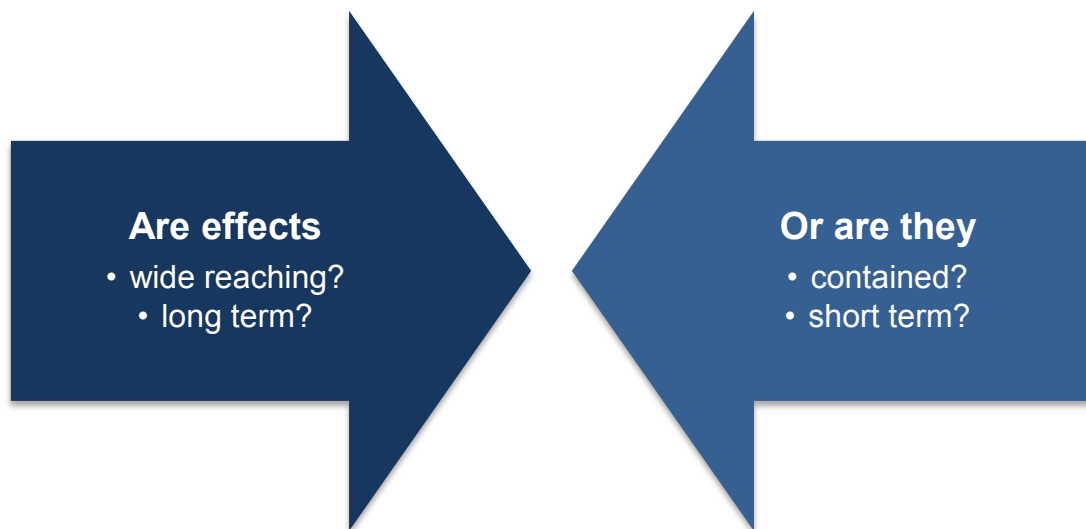 Are effects
• wide reaching?
• long term?
Or are they
• contained?
• short term?